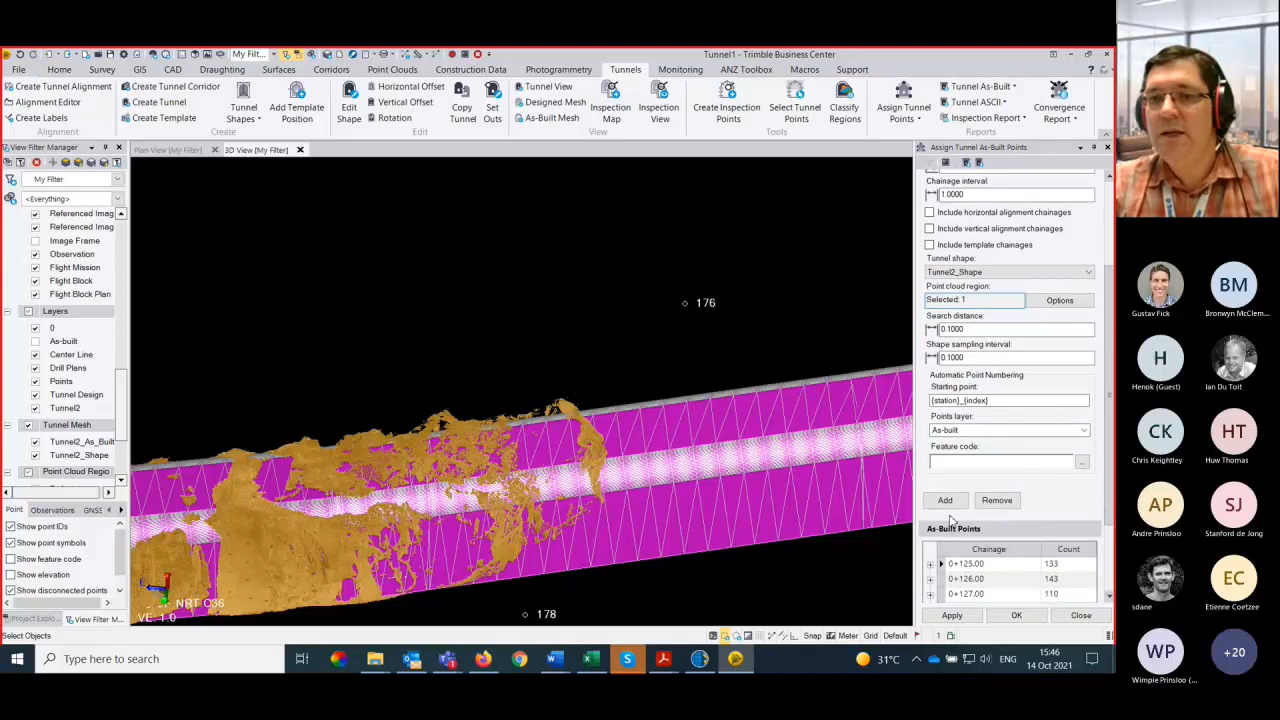 My Filt...
Tunnel1 - Trimble Business Center
File Home Survey GIS CAD Draughting Surfaces Corridors Point Clouds Construction Data Photogrammetry Tunnels Monitoring ANZ Toolbox Macros Support
Create Tunnel Alignment
Alignment Editor
Create Labels
Alignment
Create Tunnel Corridor
Create Tunnel
Create Template
Tunnel Shapes
Add Template Position
Create
Edit Shape
Horizontal Offset
Vertical Offset
Rotation
Edit
Copy Tunnel
Set Outs
Tunnel View
Designed Mesh
As-Built Mesh
Inspection Map
Inspection View
View
Create Inspection Points
Select Tunnel Points
Classify Regions
Tools
Assign Tunnel Points
Tunnel As-Built
Tunnel ASCII
Inspection Report
Convergence Report
Reports
View Filter Manager
My Filter
<Everything>
Referenced Imag
Referenced Imag
Image Frame
Observation
Flight Mission
Flight Block
Flight Block Plan
Layers
0
As-built
Center Line
Drill Plans
Points
Tunnel Design
Tunnel2
Tunnel Mesh
Tunnel2_As_Built
Tunnel2_Shape
Point Cloud Regio
Point Observations GNSS
Show point IDs
Show point symbols
Show feature code
Show elevation
Show disconnected points
Project Explo... View Filter M...
Plan View [My Filter]
3D View [My Filter]
176
178
NRT C36
VE: 1.0
Assign Tunnel As-Built Points
Chainage interval:
1.0000
Include horizontal alignment chainages
Include vertical alignment chainages
Include template chainages
Tunnel shape:
Tunnel2_Shape
Point cloud region:
Selected: 1
Options
Search distance:
0.1000
Shape sampling interval:
0.1000
Automatic Point Numbering
Starting point:
{station}_{index}
Points layer:
As-built
Feature code:
...
Add Remove
As-Built Points
Chainage Count
0+125.00 133
0+126.00 143
0+127.00 110
Apply OK Close
Select Objects
Snap Meter Grid Default 1
Type here to search
31°C
ENG
15:46
14 Oct 2021
Gustav Fick
BM
Bronwyn McClem...
H
Henok (Guest)
Ian Du Toit
CK
Chris Keightley
HT
Huw Thomas
AP
Andre Prinsloo
SJ
Stanford de Jong
sdane
EC
Etienne Coetzee
WP
Wimpie Prinsloo (...
+20